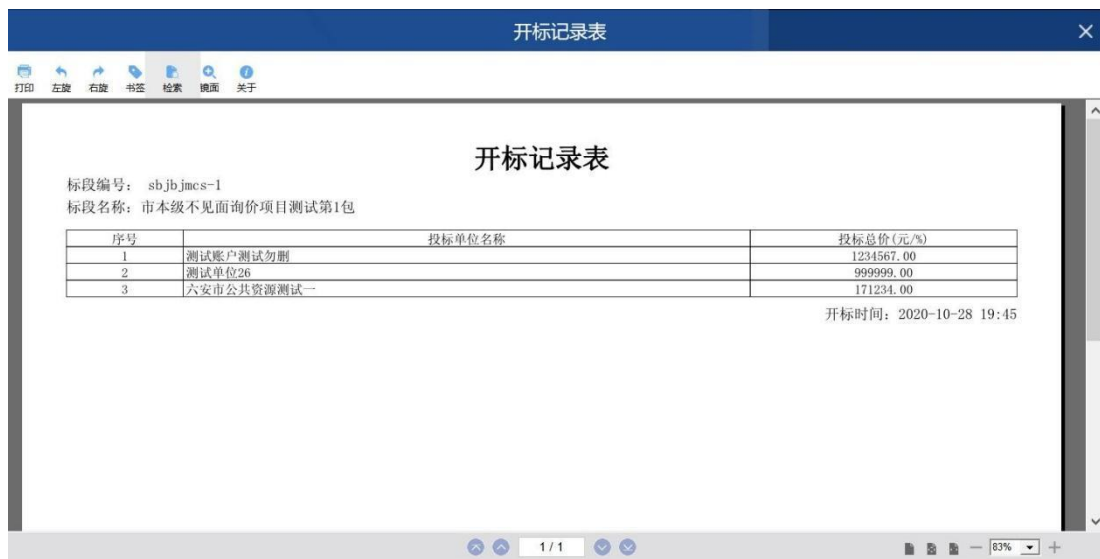 开标记录表
打印 左旋 右旋 书签 检索 镜面 关于
开标记录表
标段编号: sbjbjmcs-1
标段名称: 市本级不见面询价项目测试第1包
序号 投标单位名称 投标总价(元/%)
1 测试账户测试勿删 1234567.00
2 测试单位26 999999.00
3 六安市公共资源测试一 171234.00
开标时间: 2020-10-28 19:45
1/1 83%